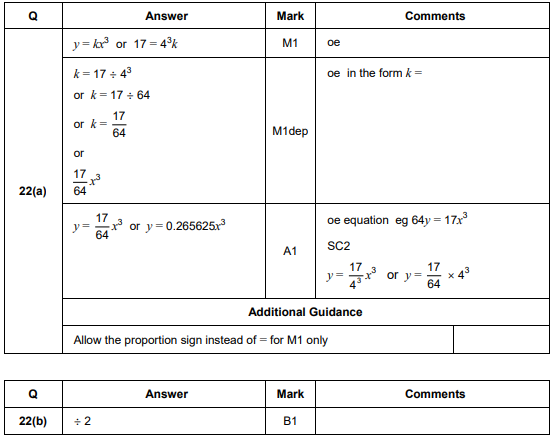 Q Answer Mark Comments
22(a)
y = kx³ or 17 = 4³k M1 oe
k = 17 ÷ 4³
or k = 17 ÷ 64
or k = 17/64
or
17/64 x³
M1dep
oe in the form k =
y = 17/64 x³ or y = 0.265625x³
A1
oe equation eg 64y = 17x³
SC2
y = 17/4³ x³ or y = 17/64 × 4³
Additional Guidance
Allow the proportion sign instead of = for M1 only
Q Answer Mark Comments
22(b) ÷ 2 B1